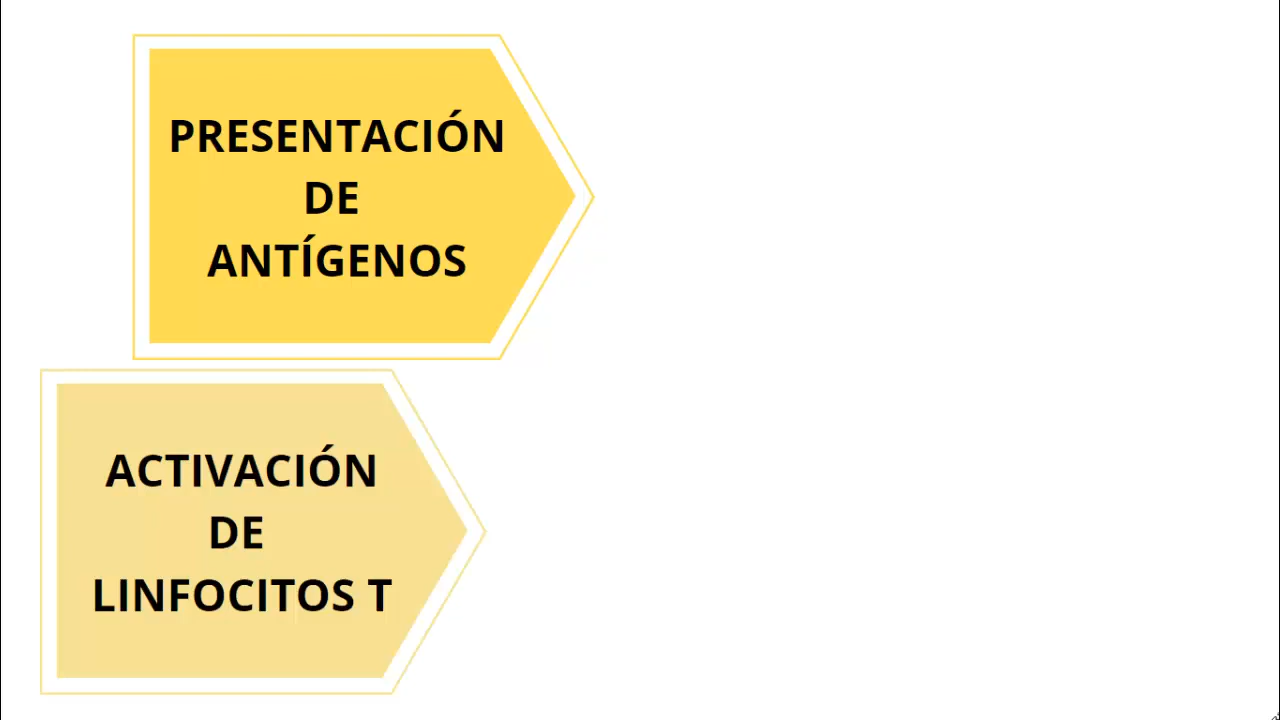 PRESENTACIÓN
DE
ANTÍGENOS
ACTIVACIÓN
DE
LINFOCITOS T